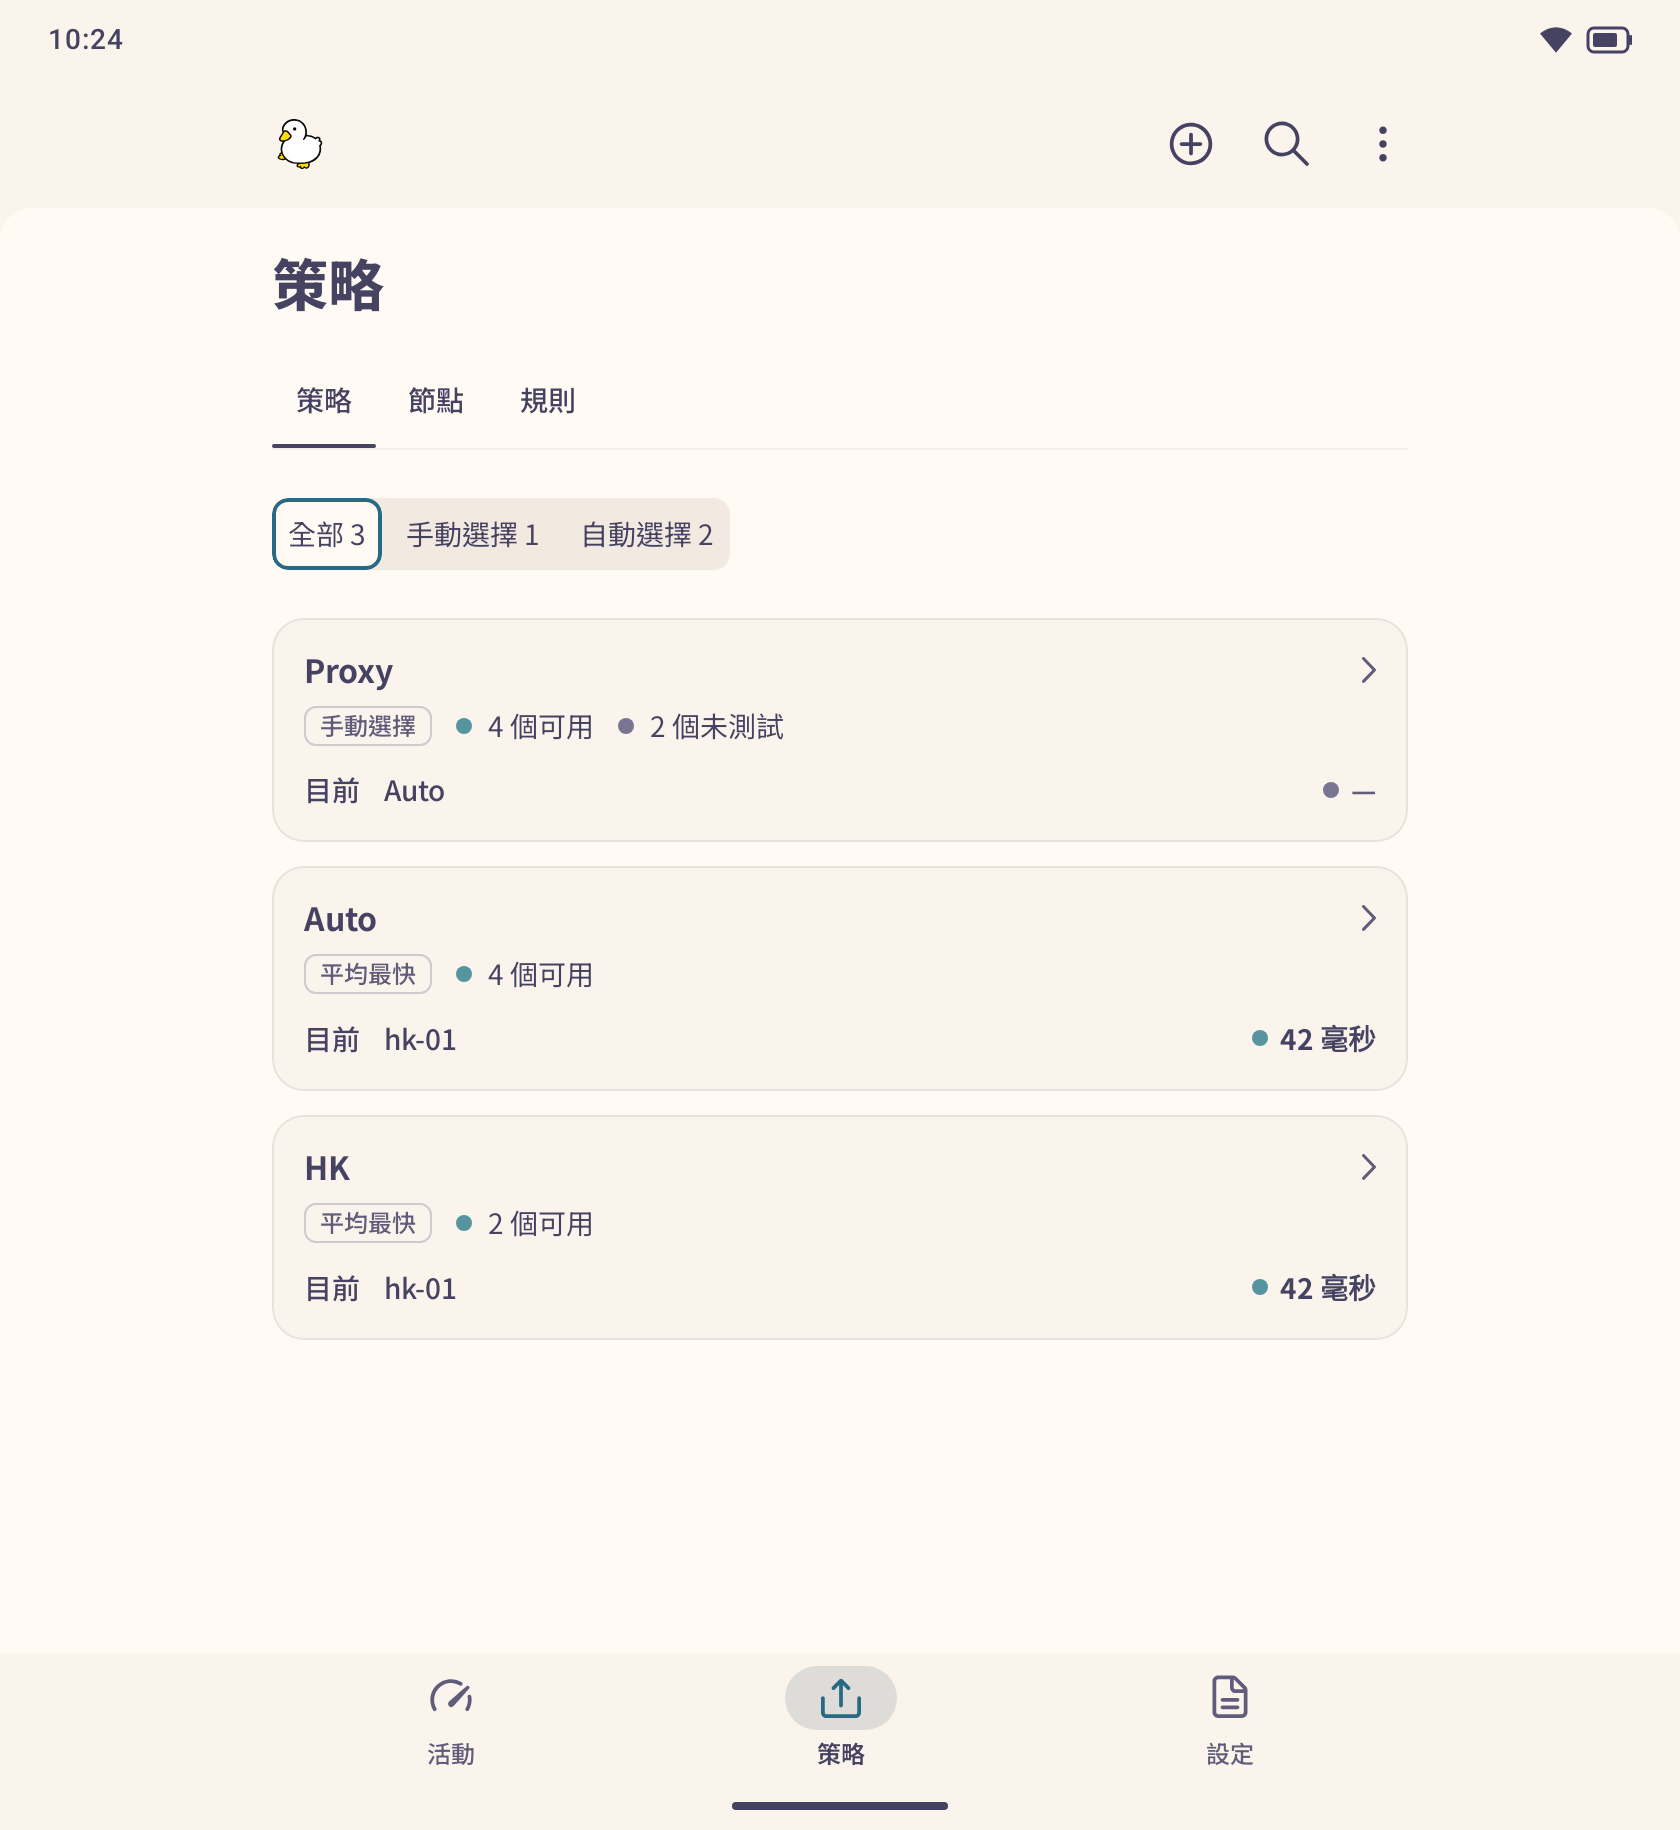 10:24
策略
策略 節點 規則
全部 3 手動選擇 1 自動選擇 2
Proxy
手動選擇 4 個可用 2 個未測試
目前 Auto —
Auto
平均最快 4 個可用
目前 hk-01 42 毫秒
HK
平均最快 2 個可用
目前 hk-01 42 毫秒
活動 策略 設定